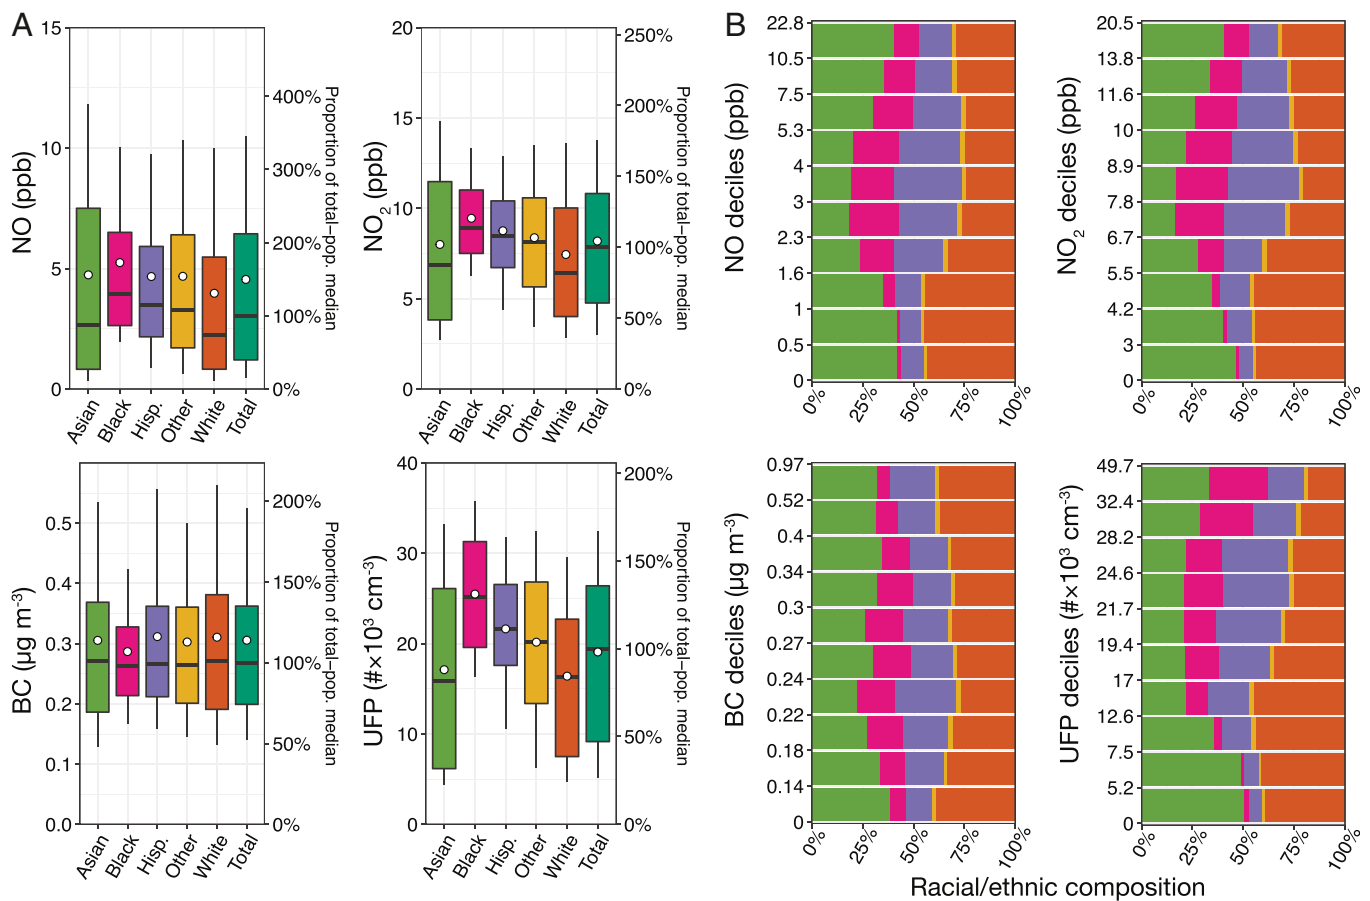 A
NO (ppb)
15
10
5
0
400%
300%
200%
100%
0%
Proportion of total−pop. median
Asian
Black
Hisp.
Other
White
Total
NO2 (ppb)
20
15
10
5
0
250%
200%
150%
100%
50%
0%
Proportion of total−pop. median
Asian
Black
Hisp.
Other
White
Total
BC (µg m-3)
0.5
0.4
0.3
0.2
0.1
0.0
200%
150%
100%
50%
0%
Proportion of total−pop. median
Asian
Black
Hisp.
Other
White
Total
UFP (#×10³ cm-3)
40
30
20
10
0
200%
150%
100%
50%
0%
Proportion of total−pop. median
Asian
Black
Hisp.
Other
White
Total
B
NO deciles (ppb)
22.8
10.5
7.5
5.3
4
3
2.3
1.6
1
0.5
0
0%
25%
50%
75%
100%
NO2 deciles (ppb)
20.5
13.8
11.6
10
8.9
7.8
6.7
5.5
4.2
3
0
0%
25%
50%
75%
100%
BC deciles (µg m-3)
0.97
0.52
0.4
0.34
0.3
0.27
0.24
0.22
0.18
0.14
0
0%
25%
50%
75%
100%
UFP deciles (#×10³ cm-3)
49.7
32.4
28.2
24.6
21.7
19.4
17
12.6
7.5
5.2
0
0%
25%
50%
75%
100%
Racial/ethnic composition